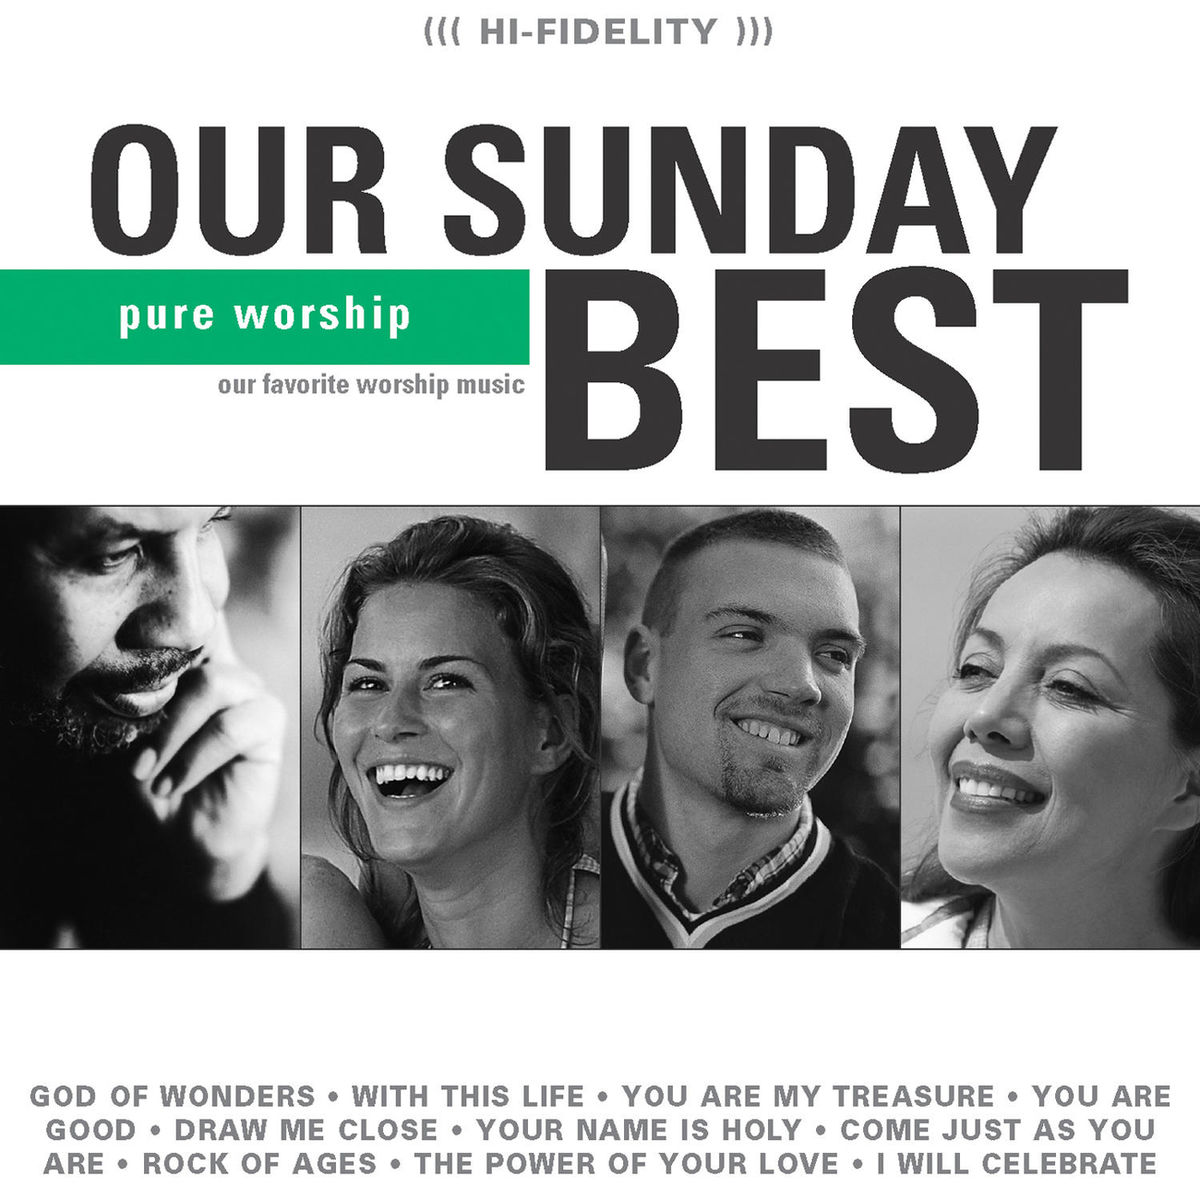 ((( HI-FIDELITY )))
OUR SUNDAY
BEST
pure worship
our favorite worship music
GOD OF WONDERS • WITH THIS LIFE • YOU ARE MY TREASURE • YOU ARE
GOOD • DRAW ME CLOSE • YOUR NAME IS HOLY • COME JUST AS YOU
ARE • ROCK OF AGES • THE POWER OF YOUR LOVE • I WILL CELEBRATE